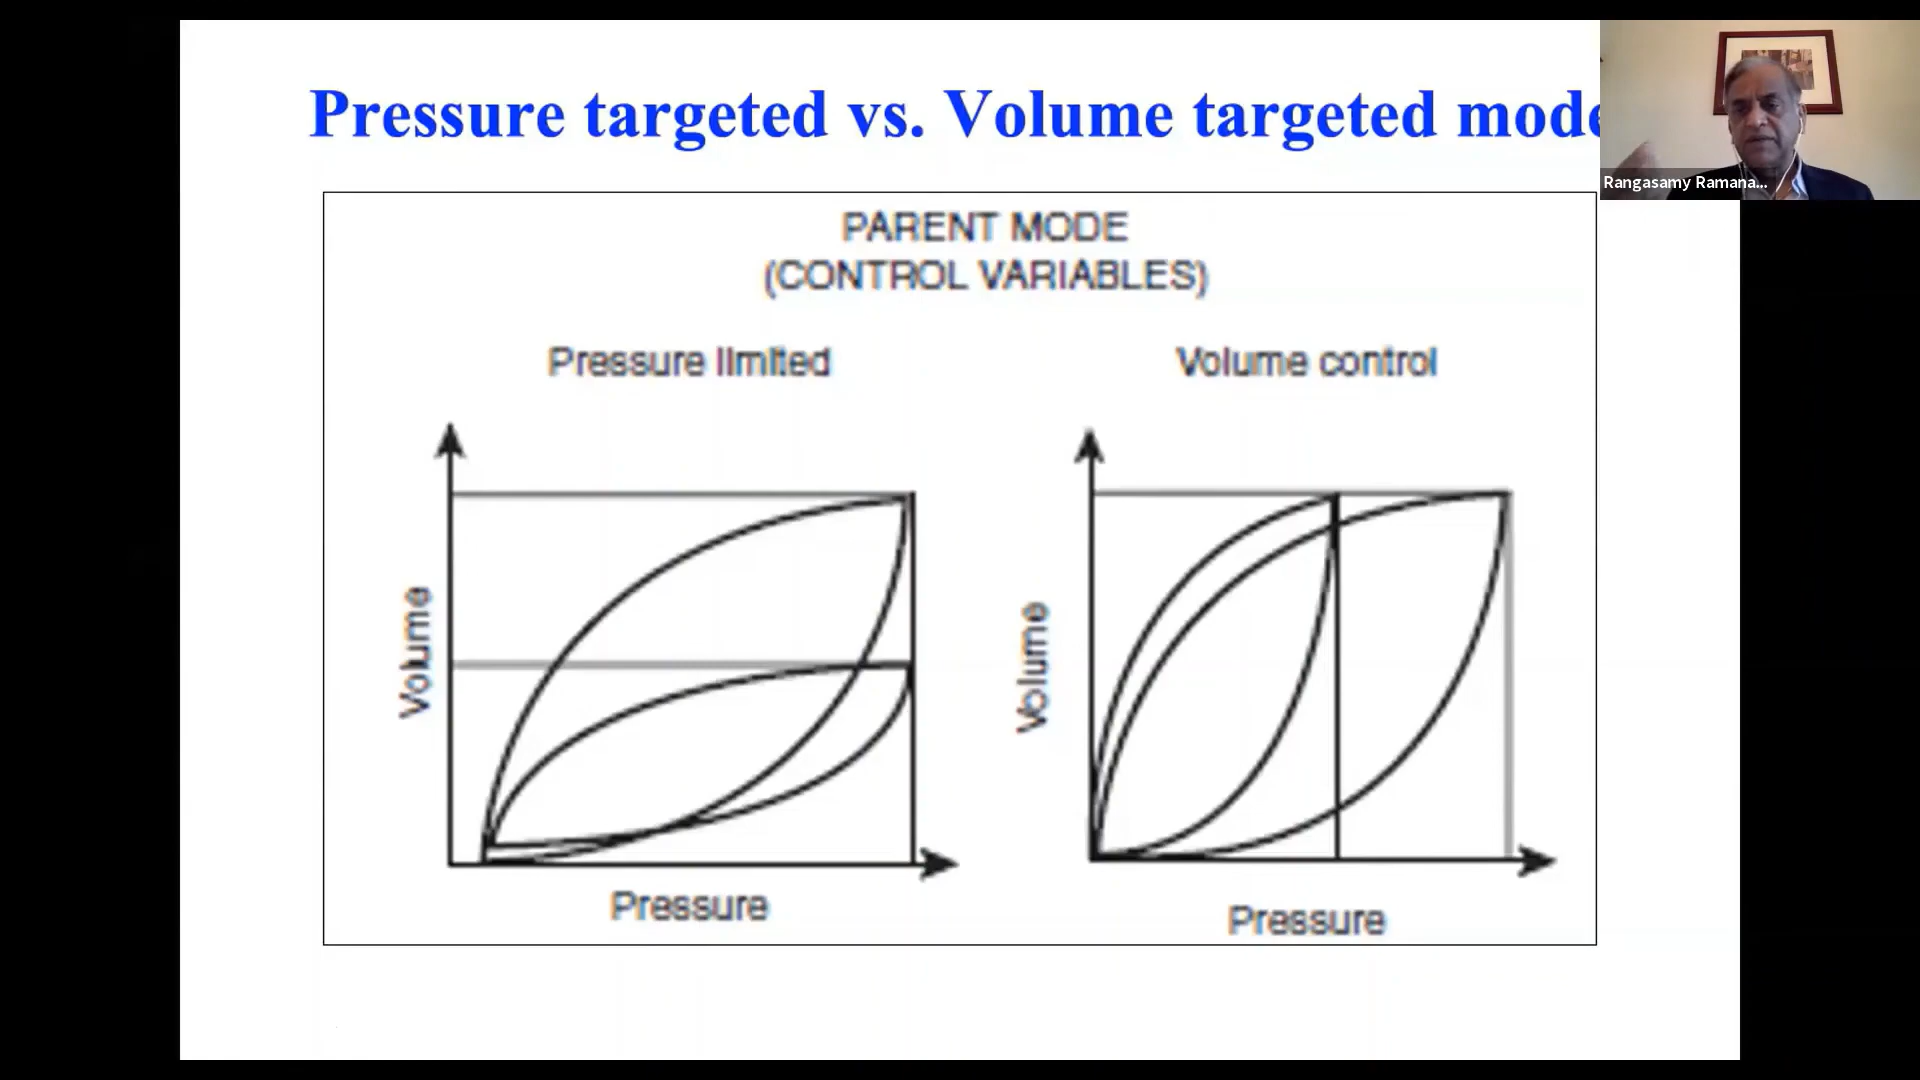 Pressure targeted vs. Volume targeted mode
Rangasamy Ramana...
PARENT MODE
(CONTROL VARIABLES)
Pressure limited
Volume control
Volume
Volume
Pressure
Pressure